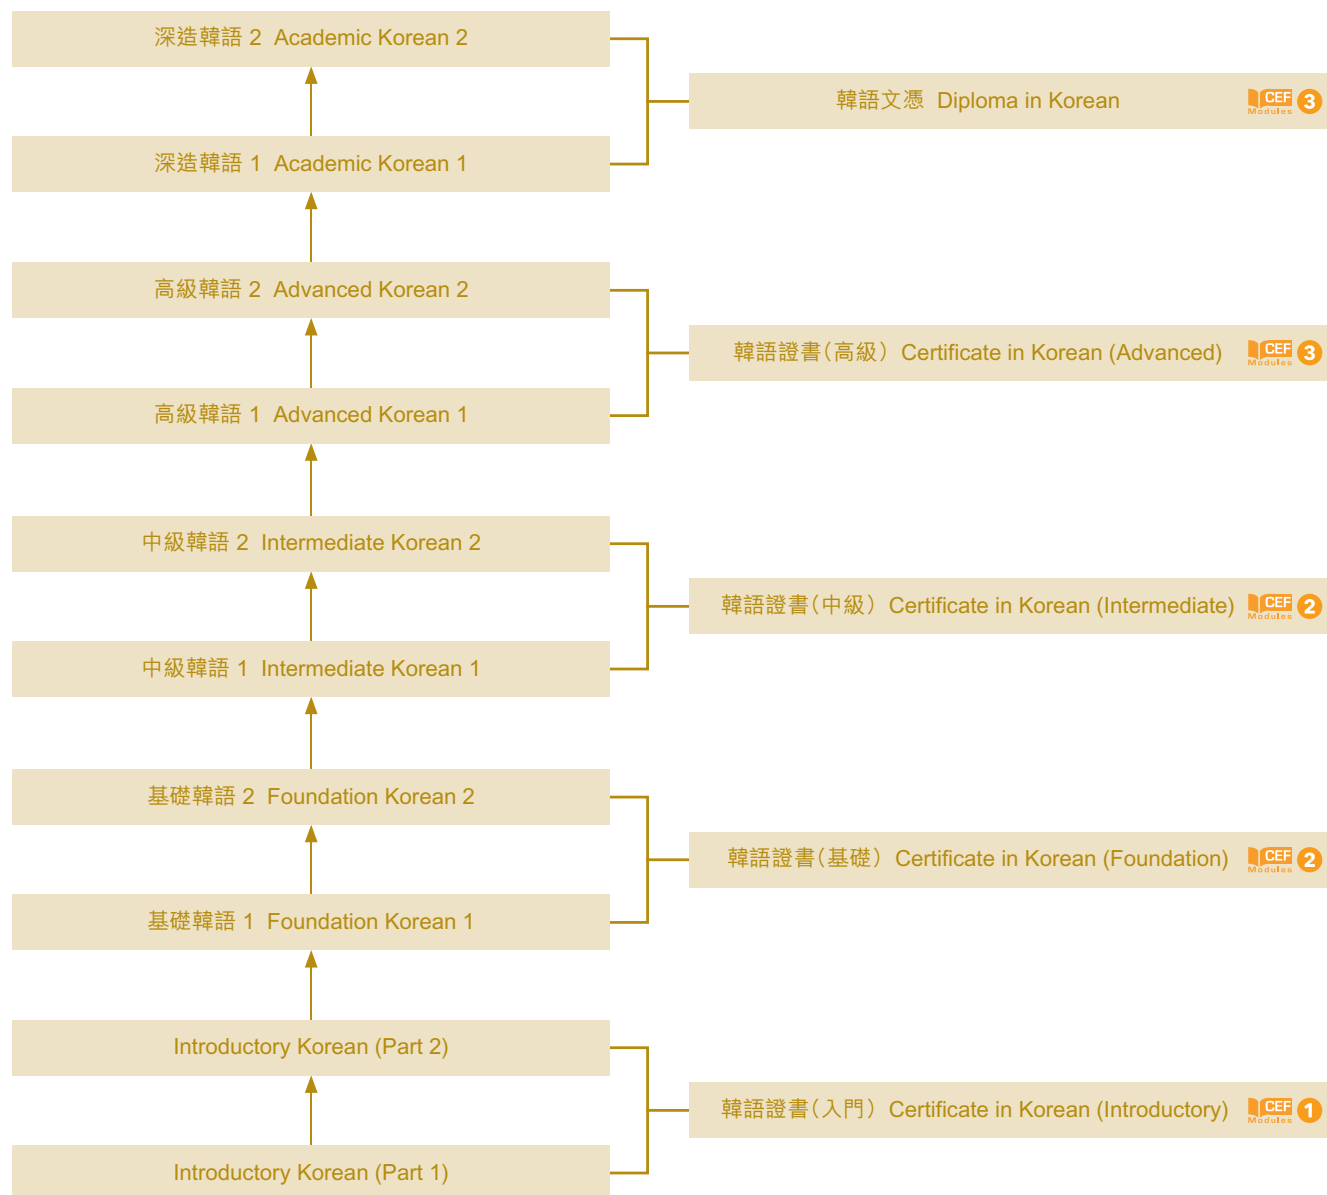 深造韓語 2 Academic Korean 2
韓語文憑 Diploma in Korean CEF Modules 3
深造韓語 1 Academic Korean 1
高級韓語 2 Advanced Korean 2
韓語證書(高級) Certificate in Korean (Advanced) CEF Modules 3
高級韓語 1 Advanced Korean 1
中級韓語 2 Intermediate Korean 2
韓語證書(中級) Certificate in Korean (Intermediate) CEF Modules 2
中級韓語 1 Intermediate Korean 1
基礎韓語 2 Foundation Korean 2
韓語證書(基礎) Certificate in Korean (Foundation) CEF Modules 2
基礎韓語 1 Foundation Korean 1
Introductory Korean (Part 2)
韓語證書(入門) Certificate in Korean (Introductory) CEF Modules 1
Introductory Korean (Part 1)